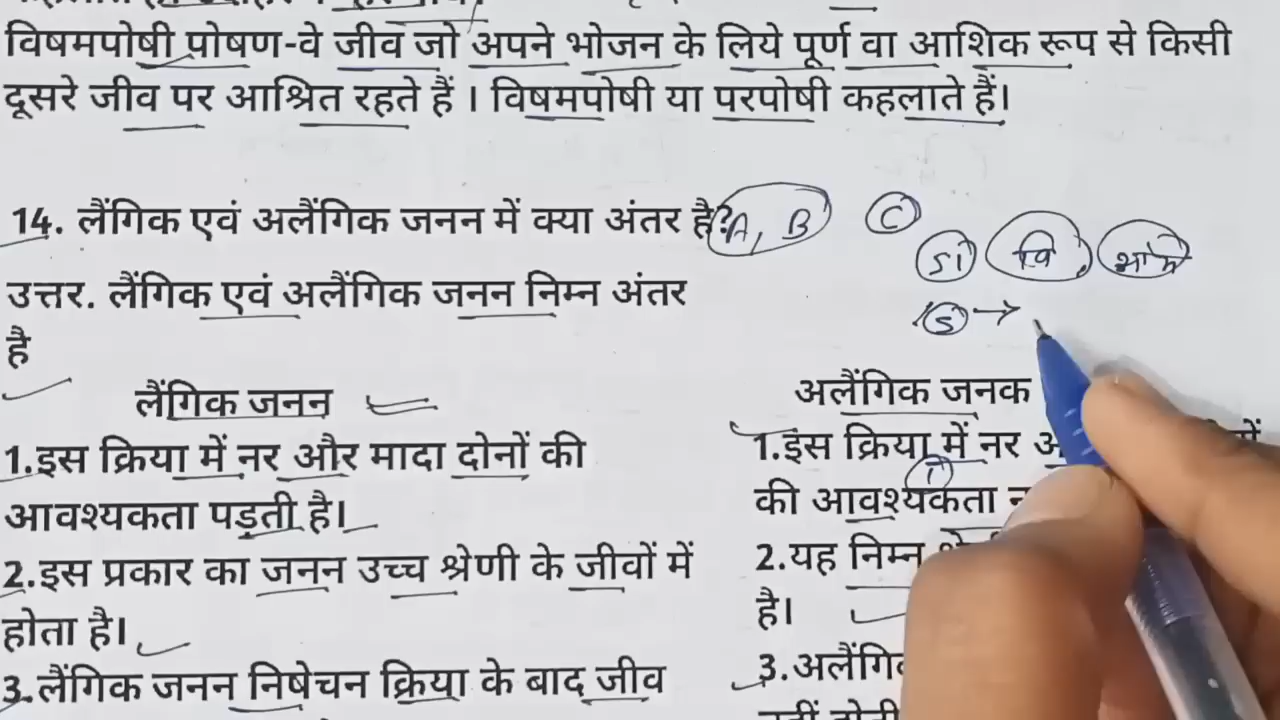 विषमपोषी पोषण-वे जीव जो अपने भोजन के लिये पूर्ण वा आशिक रूप से किसी
दूसरे जीव पर आश्रित रहते हैं । विषमपोषी या परपोषी कहलाते हैं।
14. लैंगिक एवं अलैंगिक जनन में क्या अंतर है?
A, B C
वि,
S →
उत्तर. लैंगिक एवं अलैंगिक जनन निम्न अंतर
है
लैंगिक जनन
1.इस क्रिया में नर और मादा दोनों की
आवश्यकता पड़ती है।
2.इस प्रकार का जनन उच्च श्रेणी के जीवों में
होता है।
3.लैंगिक जनन निषेचन क्रिया के बाद जीव
अलैंगिक जनक
1.इस क्रिया में नर
की आवश्यकता
2.यह निम्न
है।
3.अलैंगि